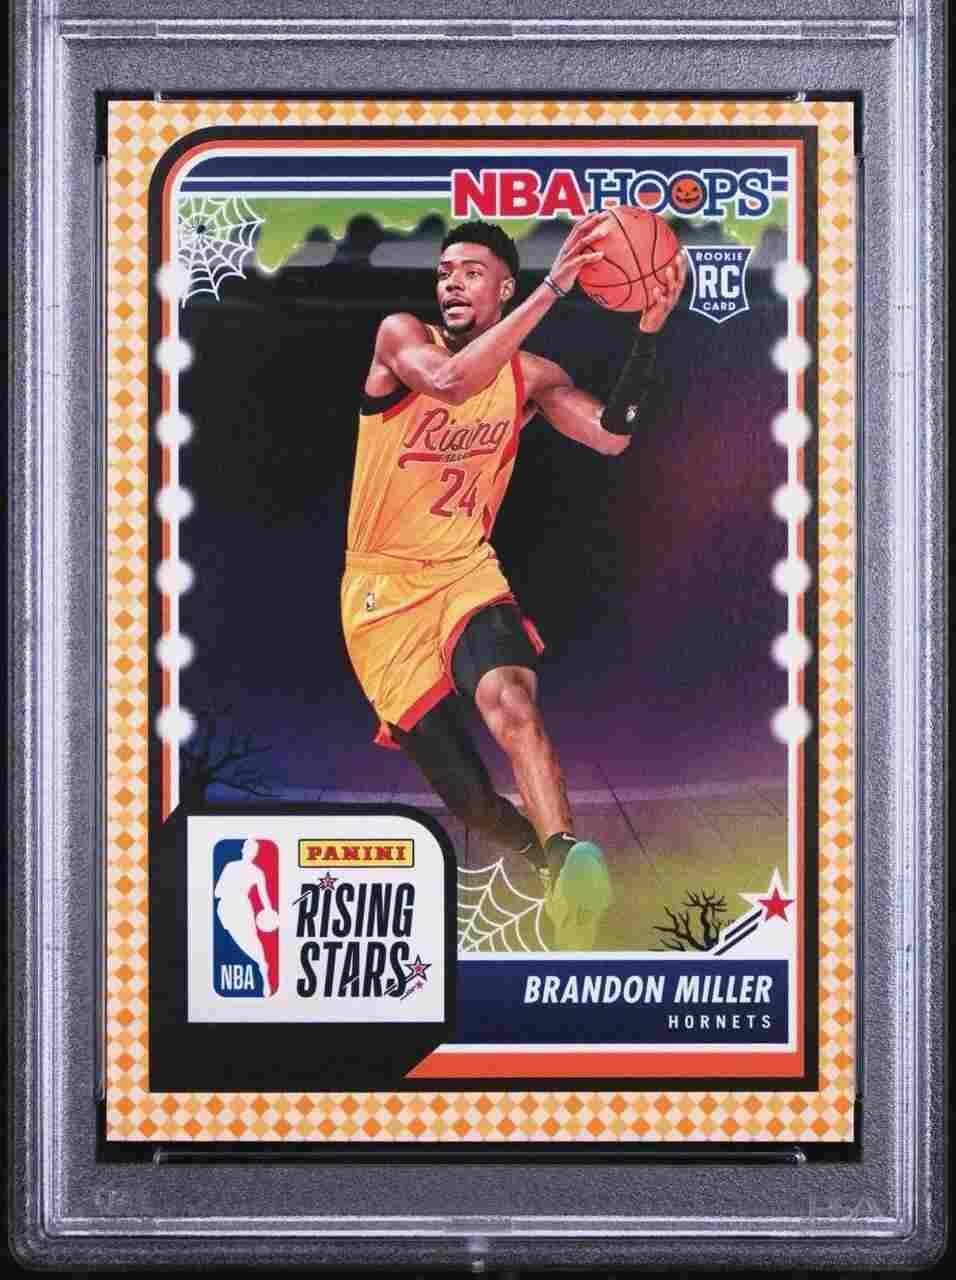 NBA HOOPS
ROOKIE
RC
CARD
Rising
24
PANINI
RISING
STARS
NBA
BRANDON MILLER
HORNETS